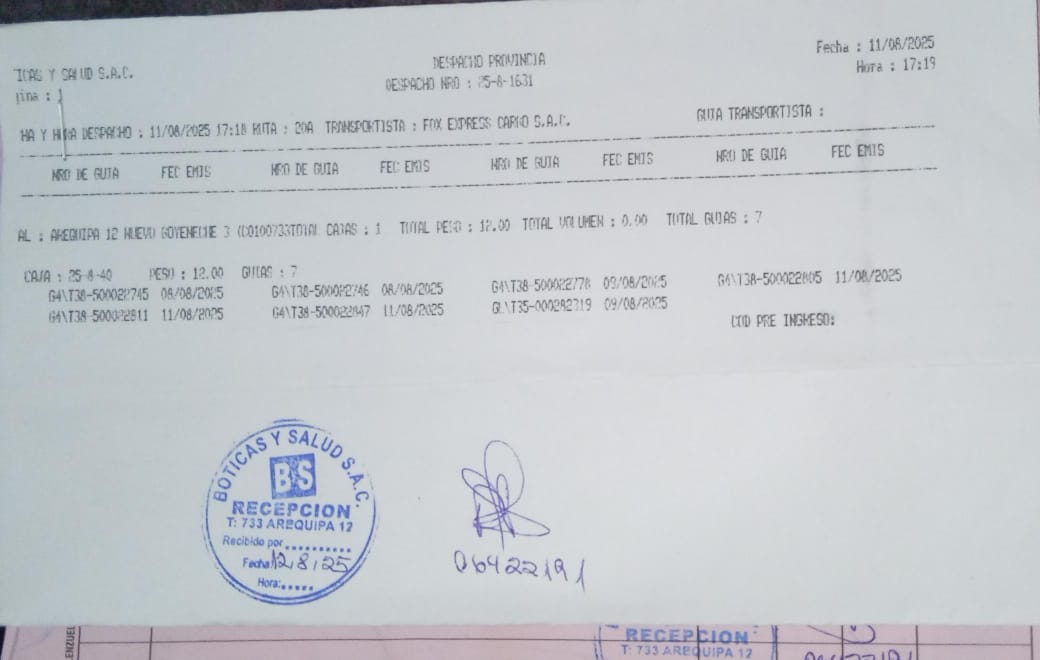 TICAS Y SALUD S.A.C.
DESPACHO PROVINCIA
Fecha : 11/08/2025
gina : 1
DESPACHO NRO : 25-8-1631
Hora : 17:19
HA Y HORA DESPACHO : 11/08/2025 17:18 RUTA : 20A TRANSPORTISTA : FOX EXPRESS CARGO S.A.C.
GUIA TRANSPORTISTA :
NRO DE GUIA FEC EMIS NRO DE GUIA FEC EMIS NRO DE GUIA FEC EMIS NRO DE GUIA FEC EMIS
AL : AREQUIPA 12 NUEVO GOYENECHE 3 (C0100733TOTAL CAJAS : 1 TOTAL PESO : 12.00 TOTAL VOLUMEN : 0.00 TOTAL GUIAS : 7
CAJA : 25-8-40 PESO : 12.00 GUIAS : 7
G4\T38-500022745 08/08/2025 G4\T38-500022746 08/08/2025 G4\T38-500022778 09/08/2025 G4\T38-500022805 11/08/2025
G4\T38-500022811 11/08/2025 G4\T38-500022847 11/08/2025 GL\T35-000282319 09/08/2025
COD PRE INGRESO:
BOTICAS Y SALUD S.A.C.
BS
RECEPCION
T: 733 AREQUIPA 12
Recibido por..........
Fecha 12/8/25
Hora:.....
06422191
ENZUEL
RECEPCION
T: 733 AREQUIPA 12